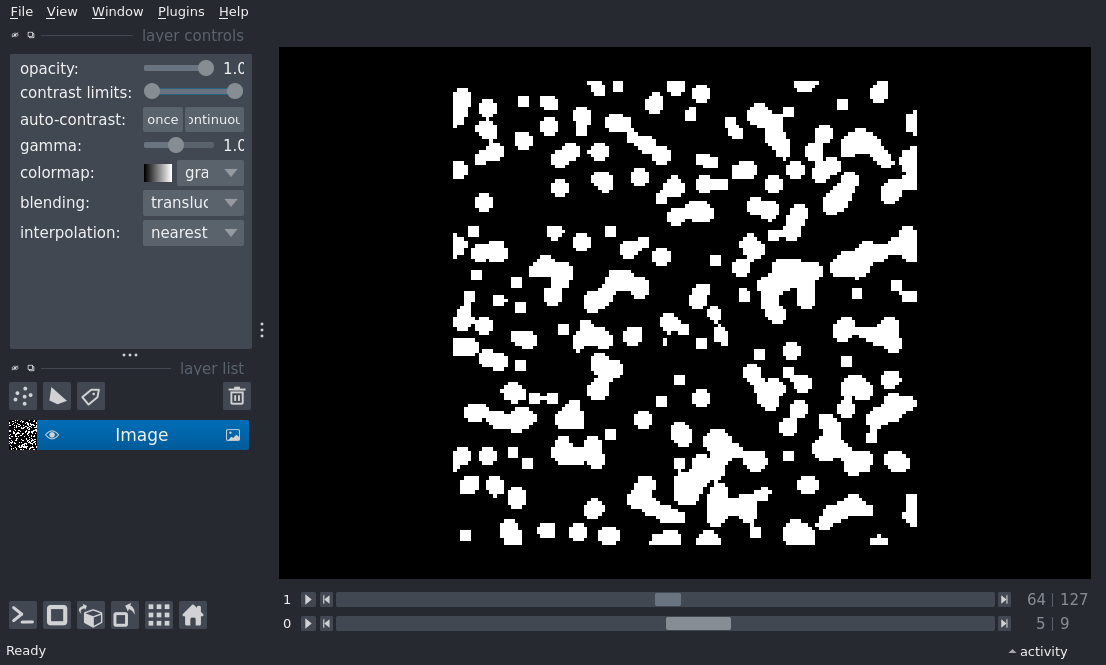 File View Window Plugins Help
layer controls
opacity: 1.0
contrast limits:
auto-contrast: once ontinuou
gamma: 1.0
colormap: gra
blending: transluc
interpolation: nearest
layer list
Image
1 64 | 127
0 5 | 9
Ready activity